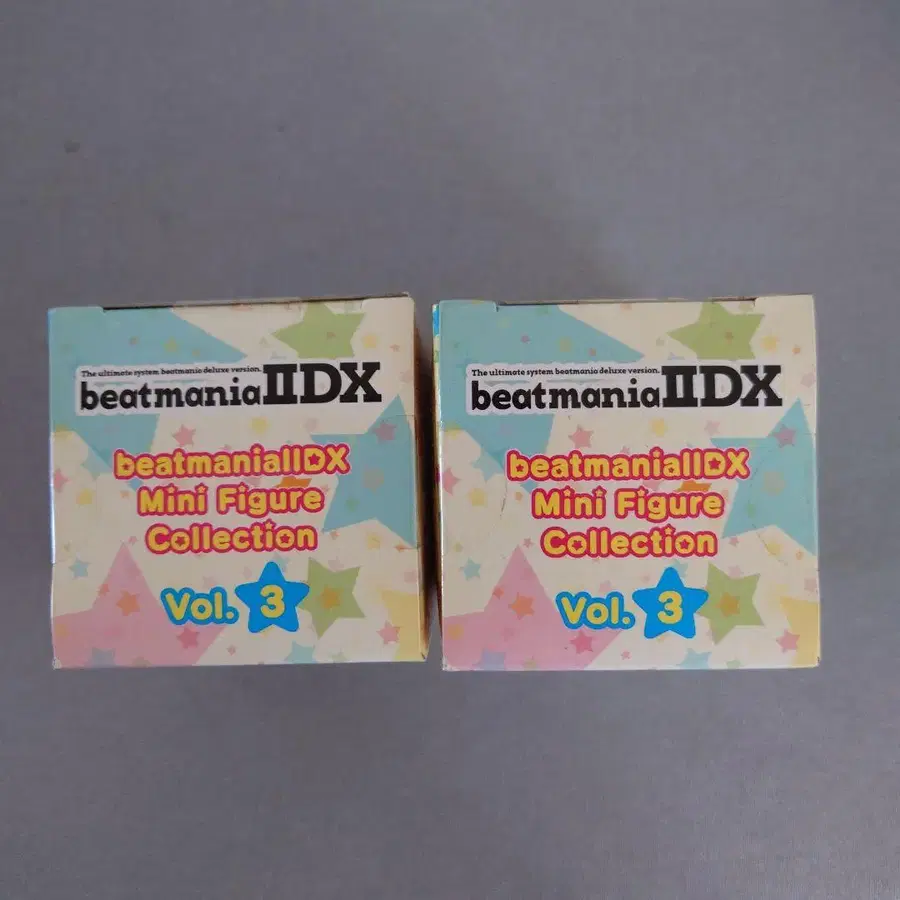 The ultimate system beatmania deluxe version.
beatmaniaIIDX
beatmaniaIIDX
Mini Figure
Collection
Vol. 3
The ultimate system beatmania deluxe version.
beatmaniaIIDX
beatmaniaIIDX
Mini Figure
Collection
Vol. 3